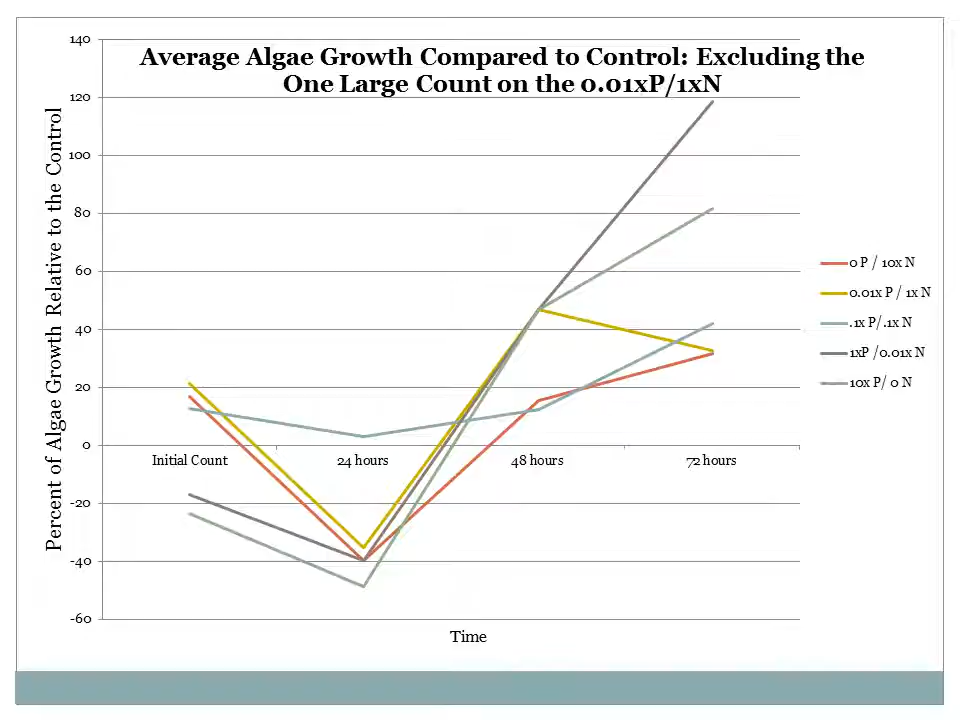 Average Algae Growth Compared to Control: Excluding the
One Large Count on the 0.01xP/1xN
Percent of Algae Growth Relative to the Control
140
120
100
80
60
40
20
0
-20
-40
-60
Initial Count
24 hours
48 hours
72 hours
Time
0 P / 10x N
0.01x P / 1x N
.1x P/.1x N
1xP /0.01x N
10x P/ 0 N